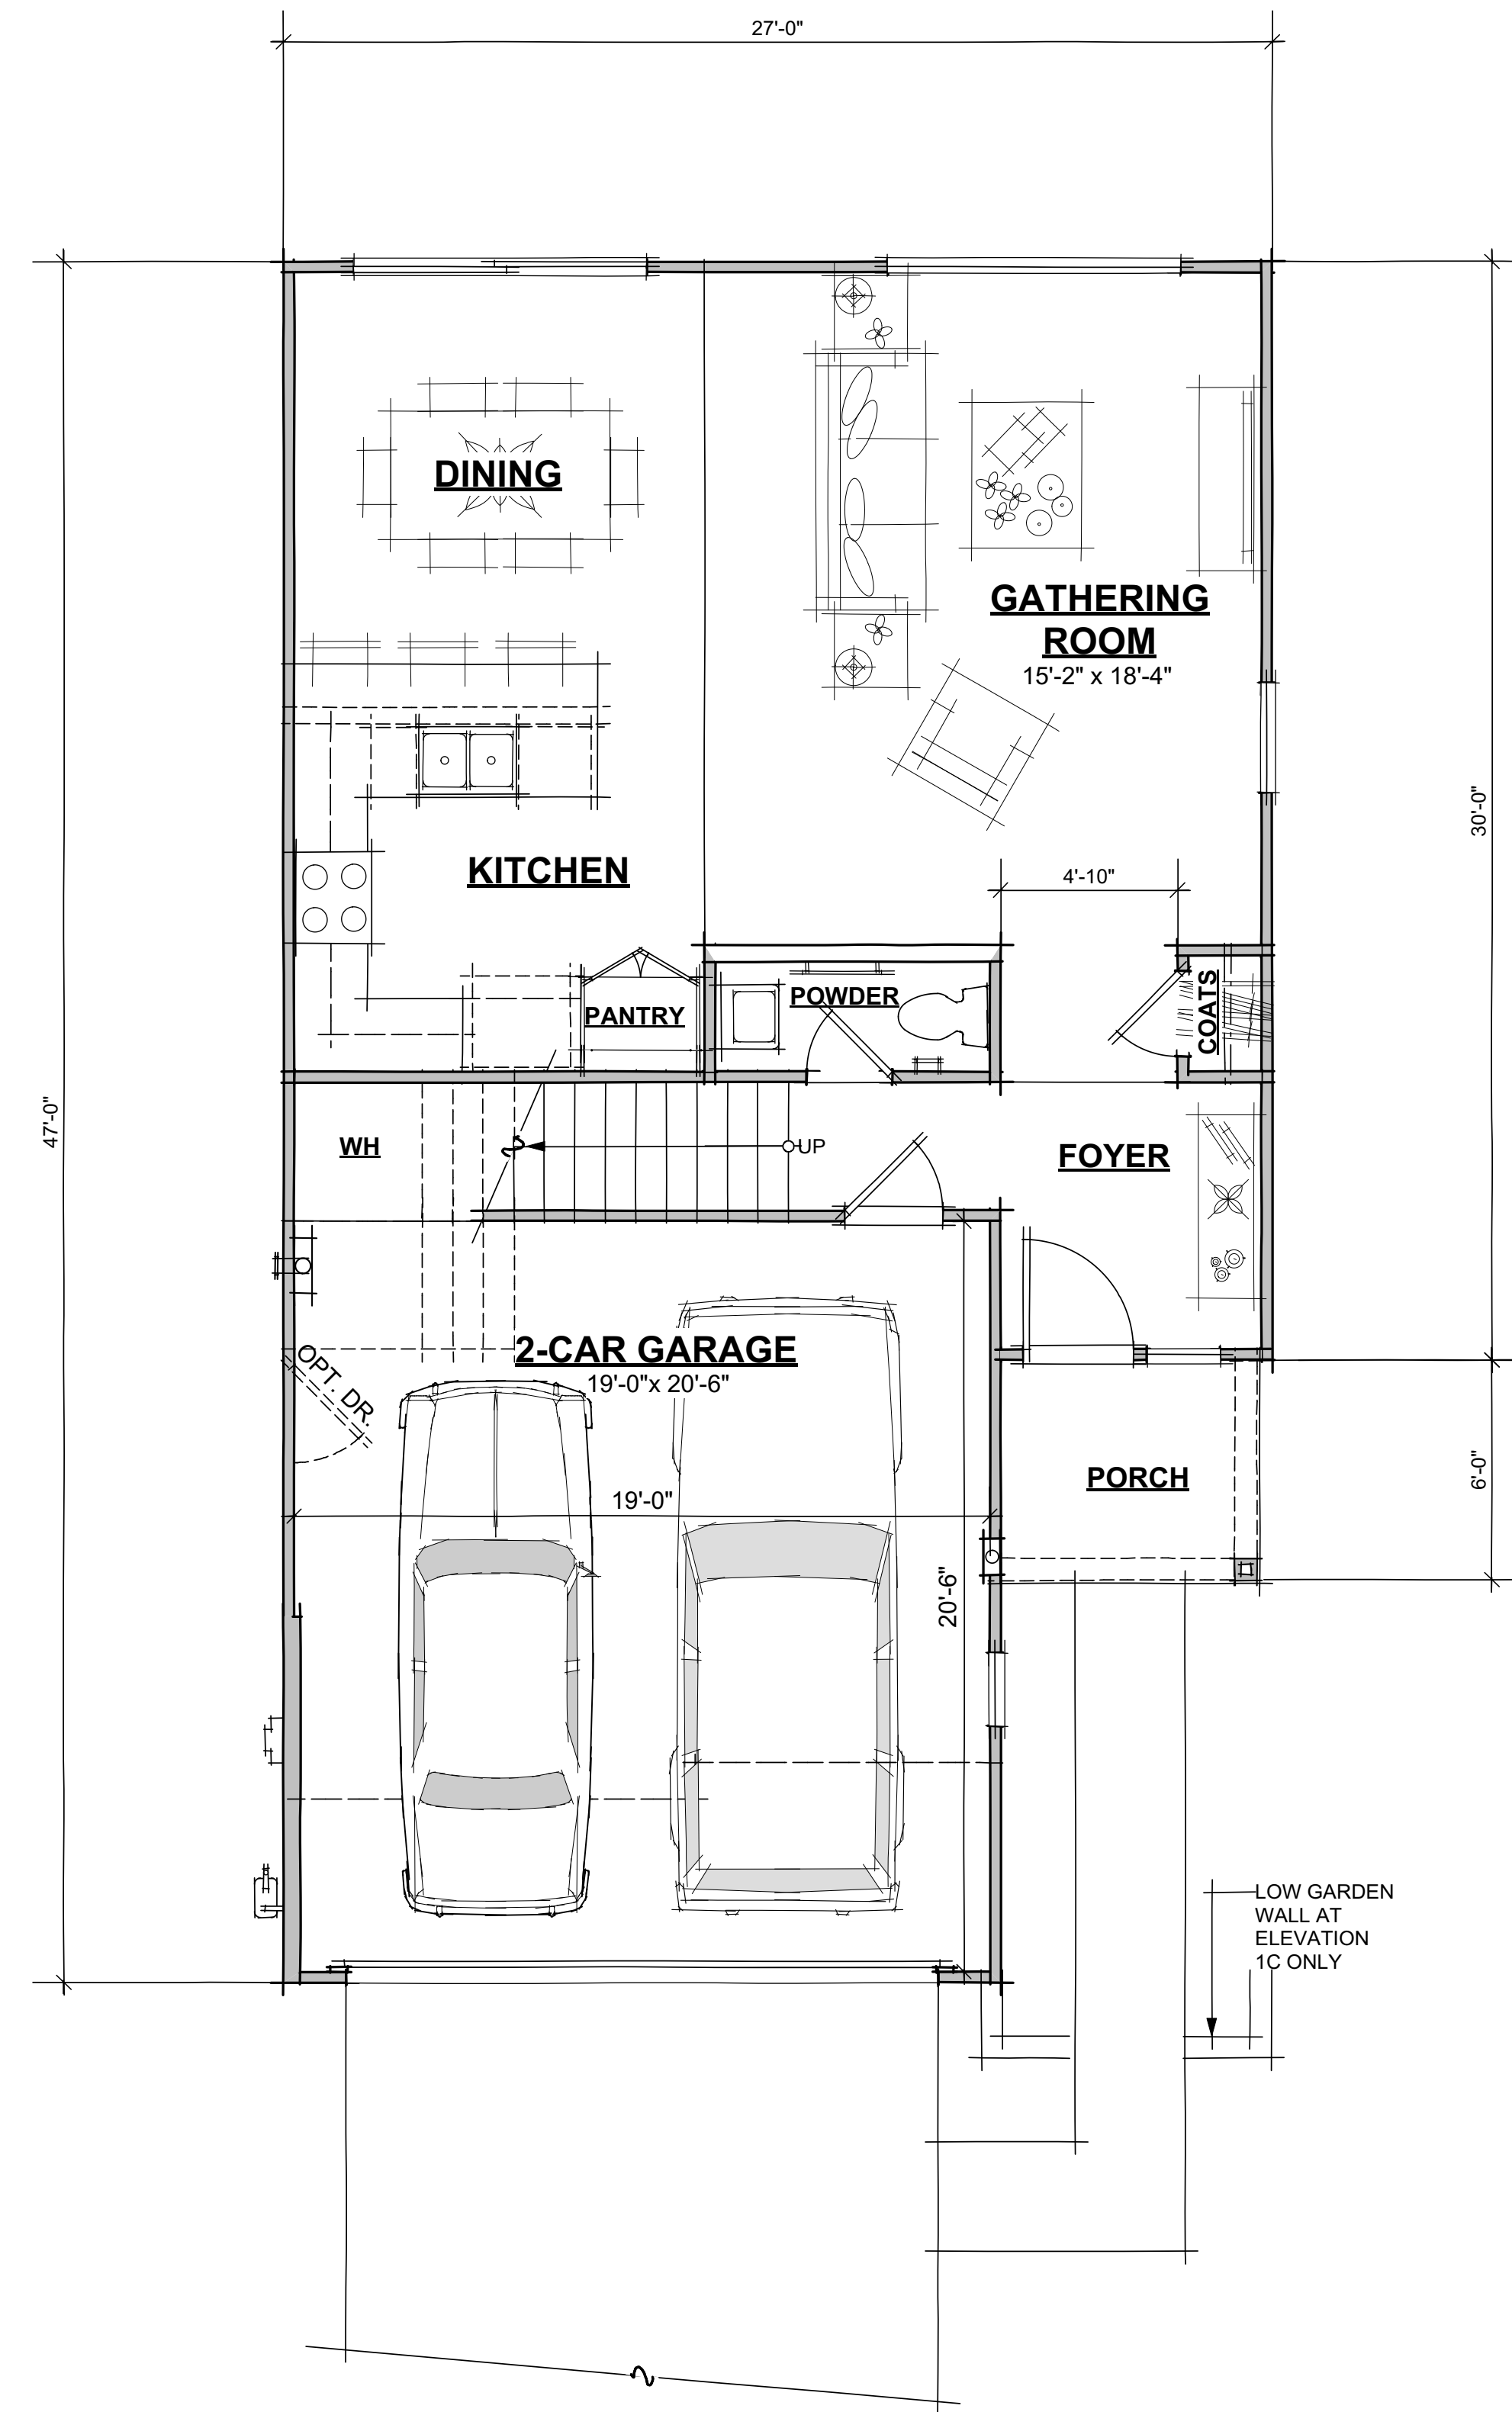 27'-0"
DINING
GATHERING
ROOM
15'-2" x 18'-4"
30'-0"
KITCHEN
4'-10"
POWDER
PANTRY
COATS
47'-0"
WH
UP
FOYER
2-CAR GARAGE
19'-0"x 20'-6"
OPT. DR.
PORCH
6'-0"
19'-0"
20'-6"
LOW GARDEN
WALL AT
ELEVATION
1C ONLY